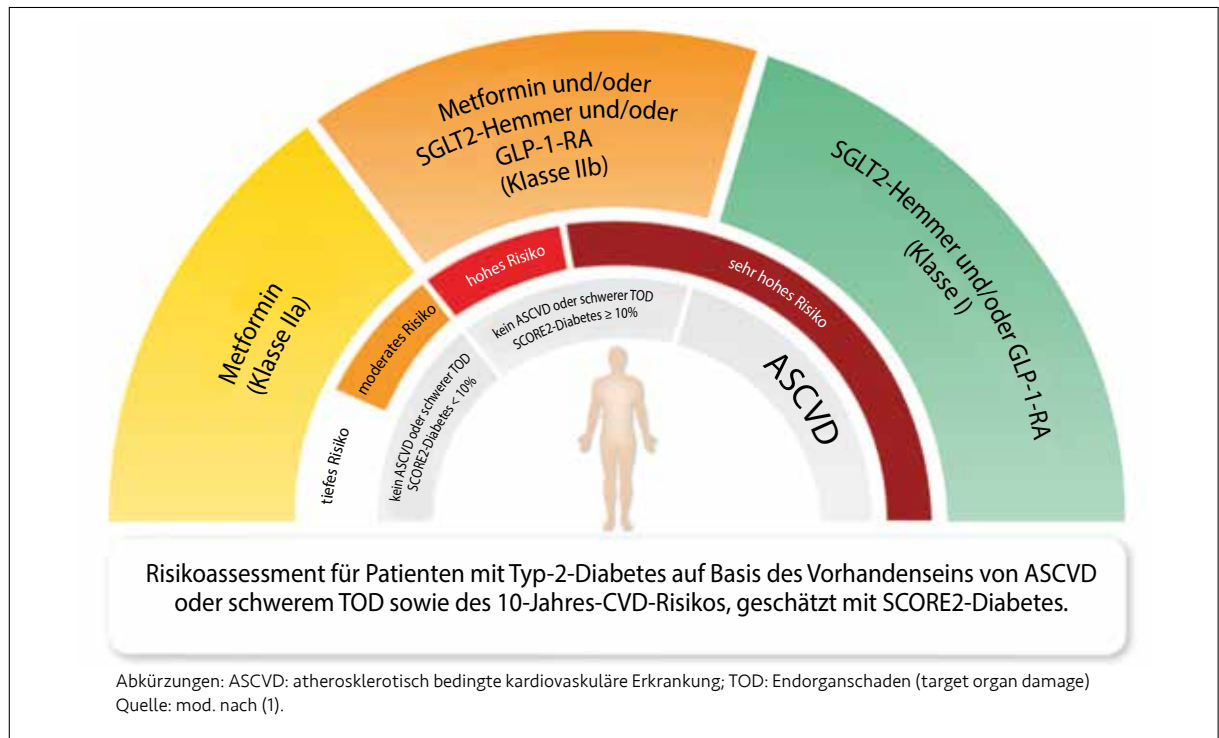 Metformin
(Klasse IIa)
Metformin und/oder
SGLT2-Hemmer und/oder
GLP-1-RA
(Klasse IIb)
SGLT2-Hemmer und/oder GLP-1-RA
(Klasse I)
tiefes Risiko
moderates Risiko
hohes Risiko
sehr hohes Risiko
kein ASCVD oder schwerer TOD
SCORE2-Diabetes < 10%
kein ASCVD oder schwerer TOD
SCORE2-Diabetes ≥ 10%
ASCVD
Risikoassessment für Patienten mit Typ-2-Diabetes auf Basis des Vorhandenseins von ASCVD
oder schwerem TOD sowie des 10-Jahres-CVD-Risikos, geschätzt mit SCORE2-Diabetes.
Abkürzungen: ASCVD: atherosklerotisch bedingte kardiovaskuläre Erkrankung; TOD: Endorganschaden (target organ damage)
Quelle: mod. nach (1).